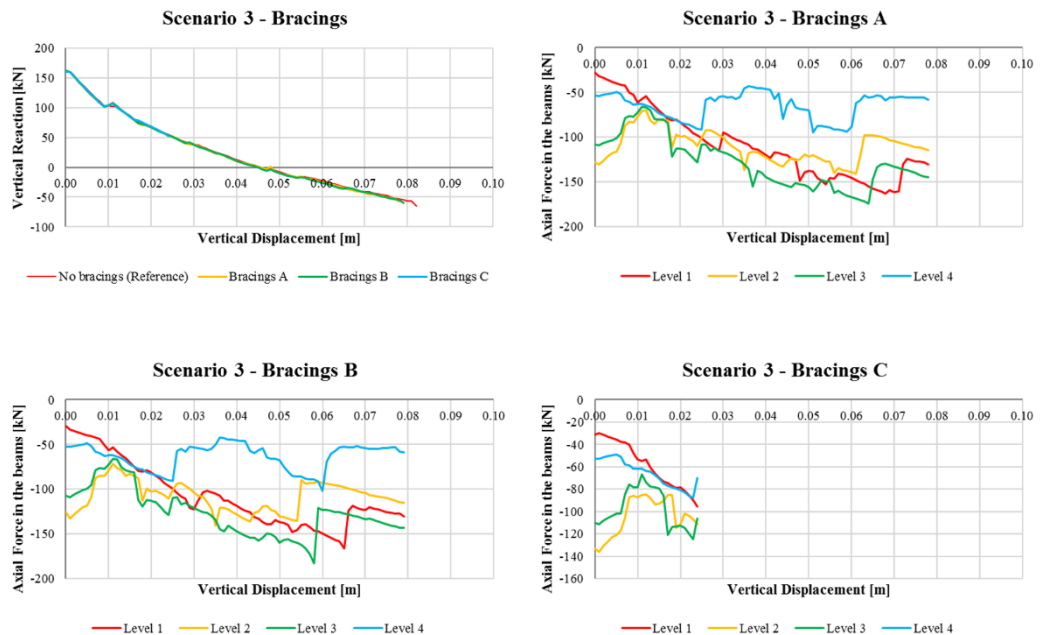 Scenario 3 - Bracings
Vertical Reaction [kN]
200
150
100
50
0
-50
-100
0.00 0.01 0.02 0.03 0.04 0.05 0.06 0.07 0.08 0.09 0.10
Vertical Displacement [m]
No bracings (Reference) Bracings A Bracings B Bracings C
Scenario 3 - Bracings A
Axial Force in the beams [kN]
0
-50
-100
-150
-200
0.00 0.01 0.02 0.03 0.04 0.05 0.06 0.07 0.08 0.09 0.10
Vertical Displacement [m]
Level 1 Level 2 Level 3 Level 4
Scenario 3 - Bracings B
Axial Force in the beams [kN]
0
-50
-100
-150
-200
0.00 0.01 0.02 0.03 0.04 0.05 0.06 0.07 0.08 0.09 0.10
Vertical Displacement [m]
Level 1 Level 2 Level 3 Level 4
Scenario 3 - Bracings C
Axial Force in the beams [kN]
0
-20
-40
-60
-80
-100
-120
-140
-160
0.00 0.01 0.02 0.03 0.04 0.05 0.06 0.07 0.08 0.09 0.10
Vertical Displacement [m]
Level 1 Level 2 Level 3 Level 4